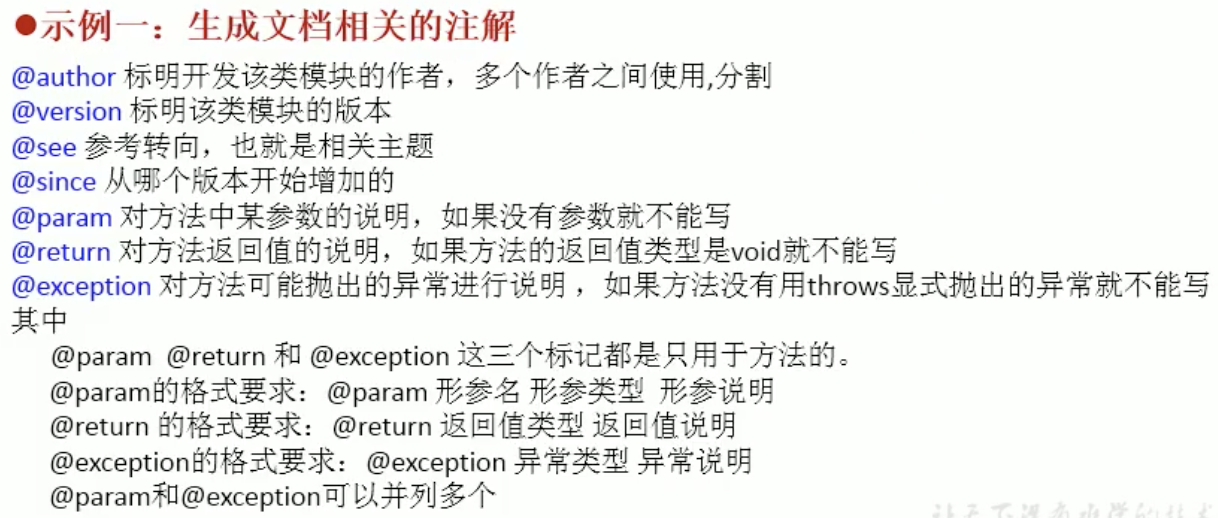 ●示例一：生成文档相关的注解
@author 标明开发该类模块的作者，多个作者之间使用,分割
@version 标明该类模块的版本
@see 参考转向，也就是相关主题
@since 从哪个版本开始增加的
@param 对方法中某参数的说明，如果没有参数就不能写
@return 对方法返回值的说明，如果方法的返回值类型是void就不能写
@exception 对方法可能抛出的异常进行说明 ，如果方法没有用throws显式抛出的异常就不能写
其中
@param @return 和 @exception 这三个标记都是只用于方法的。
@param的格式要求：@param 形参名 形参类型 形参说明
@return 的格式要求：@return 返回值类型 返回值说明
@exception的格式要求：@exception 异常类型 异常说明
@param和@exception可以并列多个